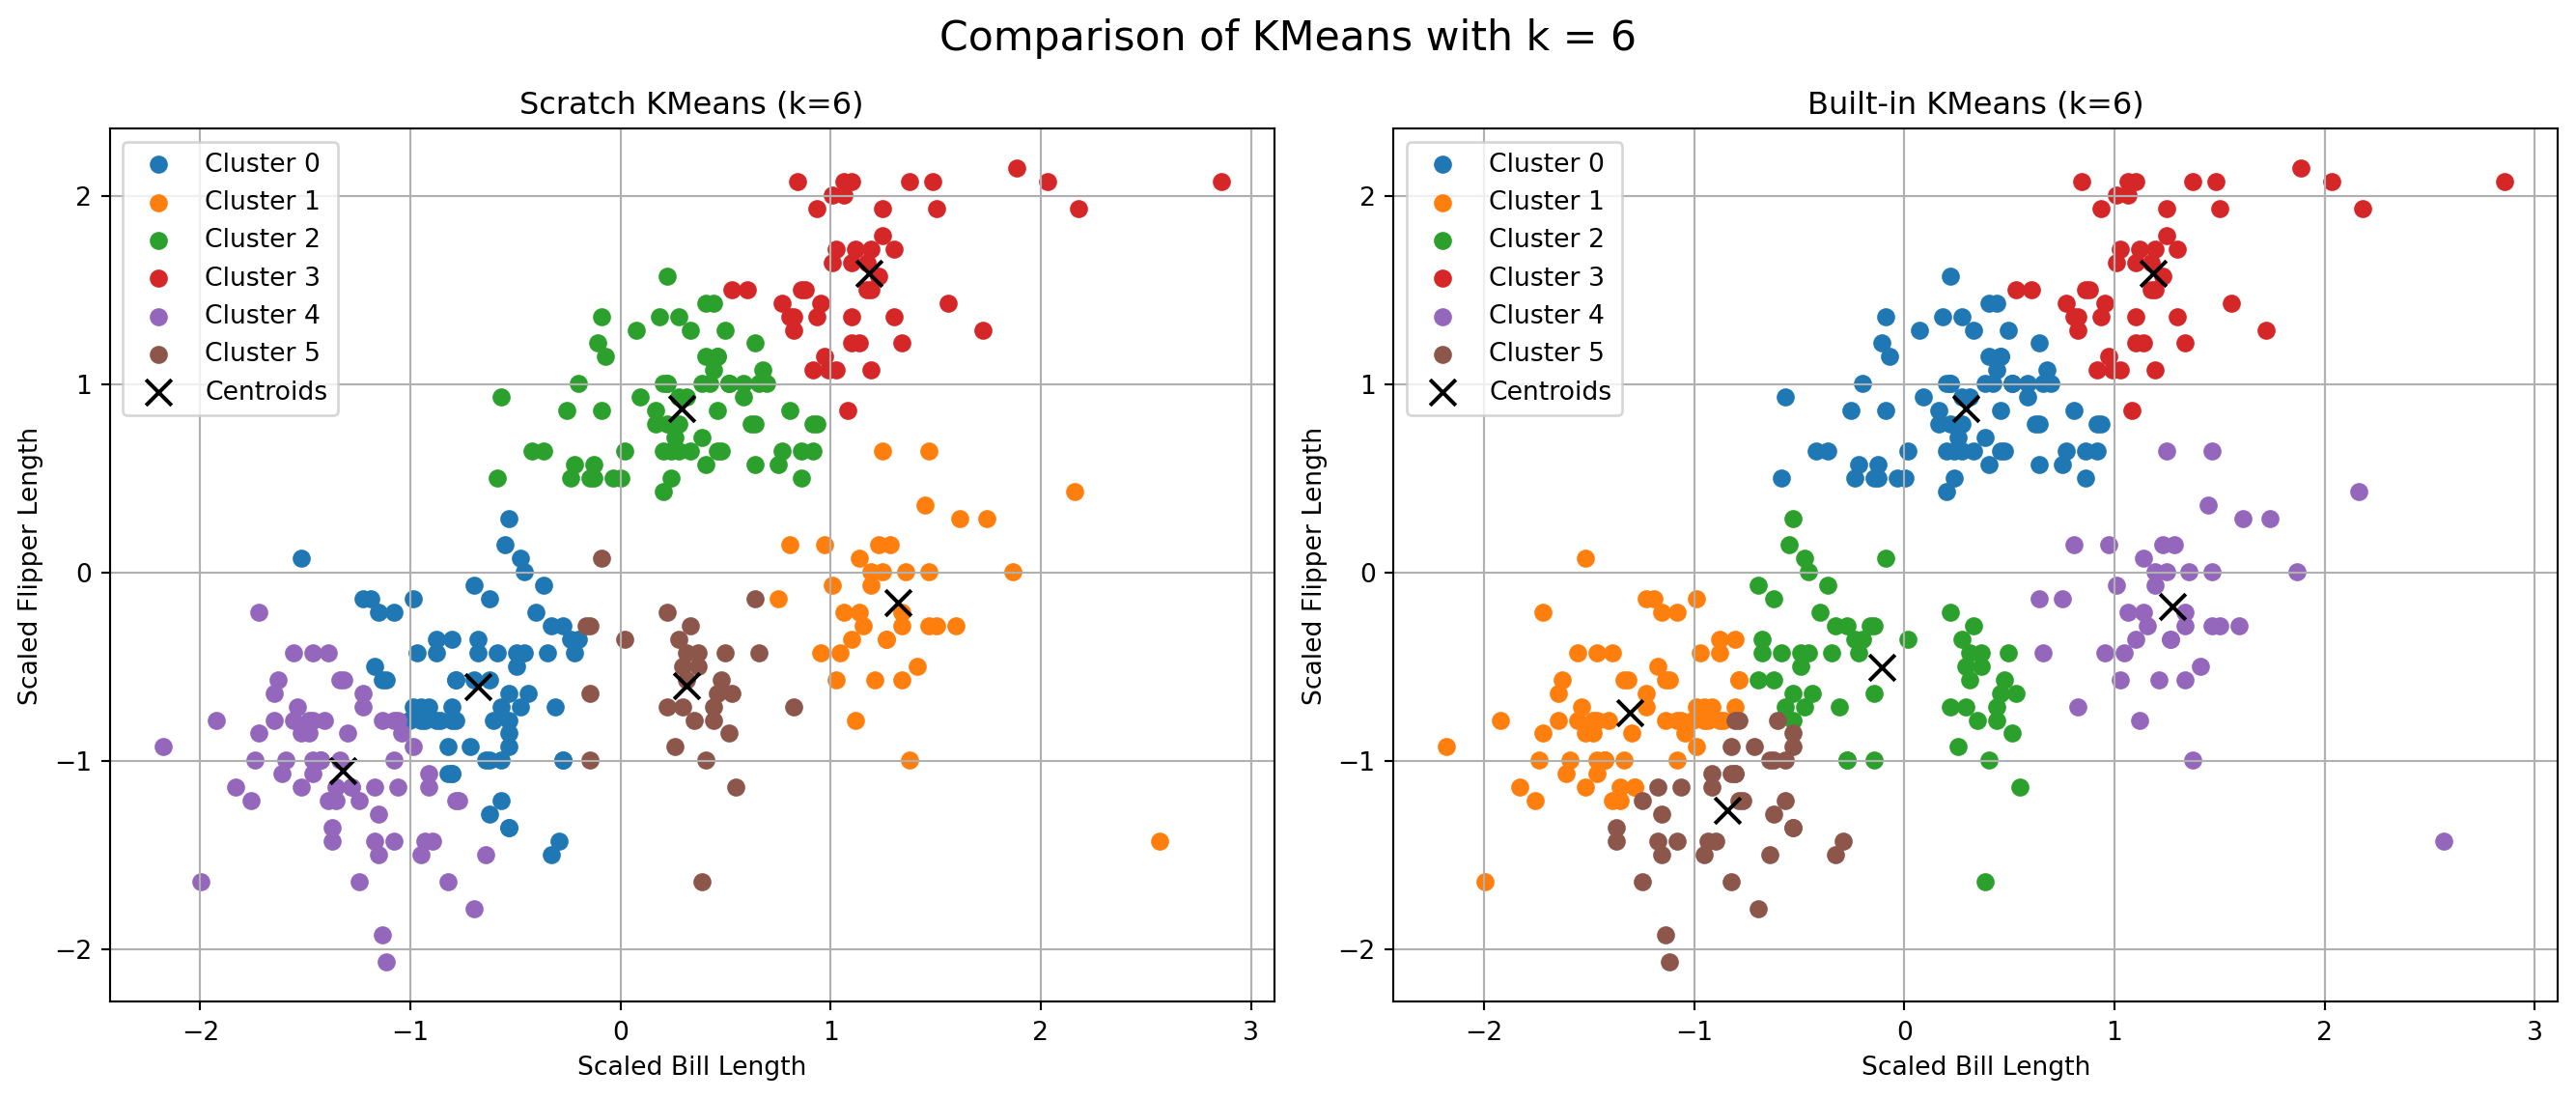 Comparison of KMeans with k = 6
Scratch KMeans (k=6)
Cluster 0
Cluster 1
Cluster 2
Cluster 3
Cluster 4
Cluster 5
Centroids
Scaled Flipper Length
2
1
0
−1
−2
−2 −1 0 1 2 3
Scaled Bill Length
Built-in KMeans (k=6)
Cluster 0
Cluster 1
Cluster 2
Cluster 3
Cluster 4
Cluster 5
Centroids
Scaled Flipper Length
2
1
0
−1
−2
−2 −1 0 1 2 3
Scaled Bill Length